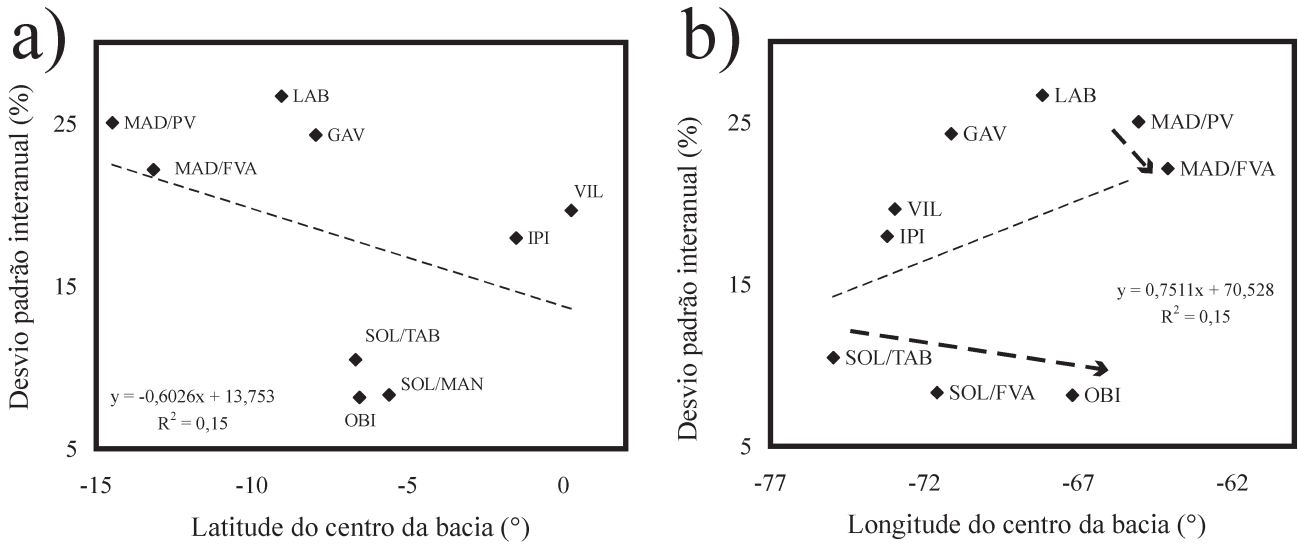 a)
Desvio padrão interanual (%)
25
15
5
LAB
MAD/PV
GAV
MAD/FVA
VIL
IPI
SOL/TAB
SOL/MAN
OBI
y = -0,6026x + 13,753
R² = 0,15
-15 -10 -5 0
Latitude do centro da bacia (°)
b)
Desvio padrão interanual (%)
25
15
5
LAB
MAD/PV
GAV
MAD/FVA
VIL
IPI
y = 0,7511x + 70,528
R² = 0,15
SOL/TAB
SOL/FVA
OBI
-77 -72 -67 -62
Longitude do centro da bacia (°)